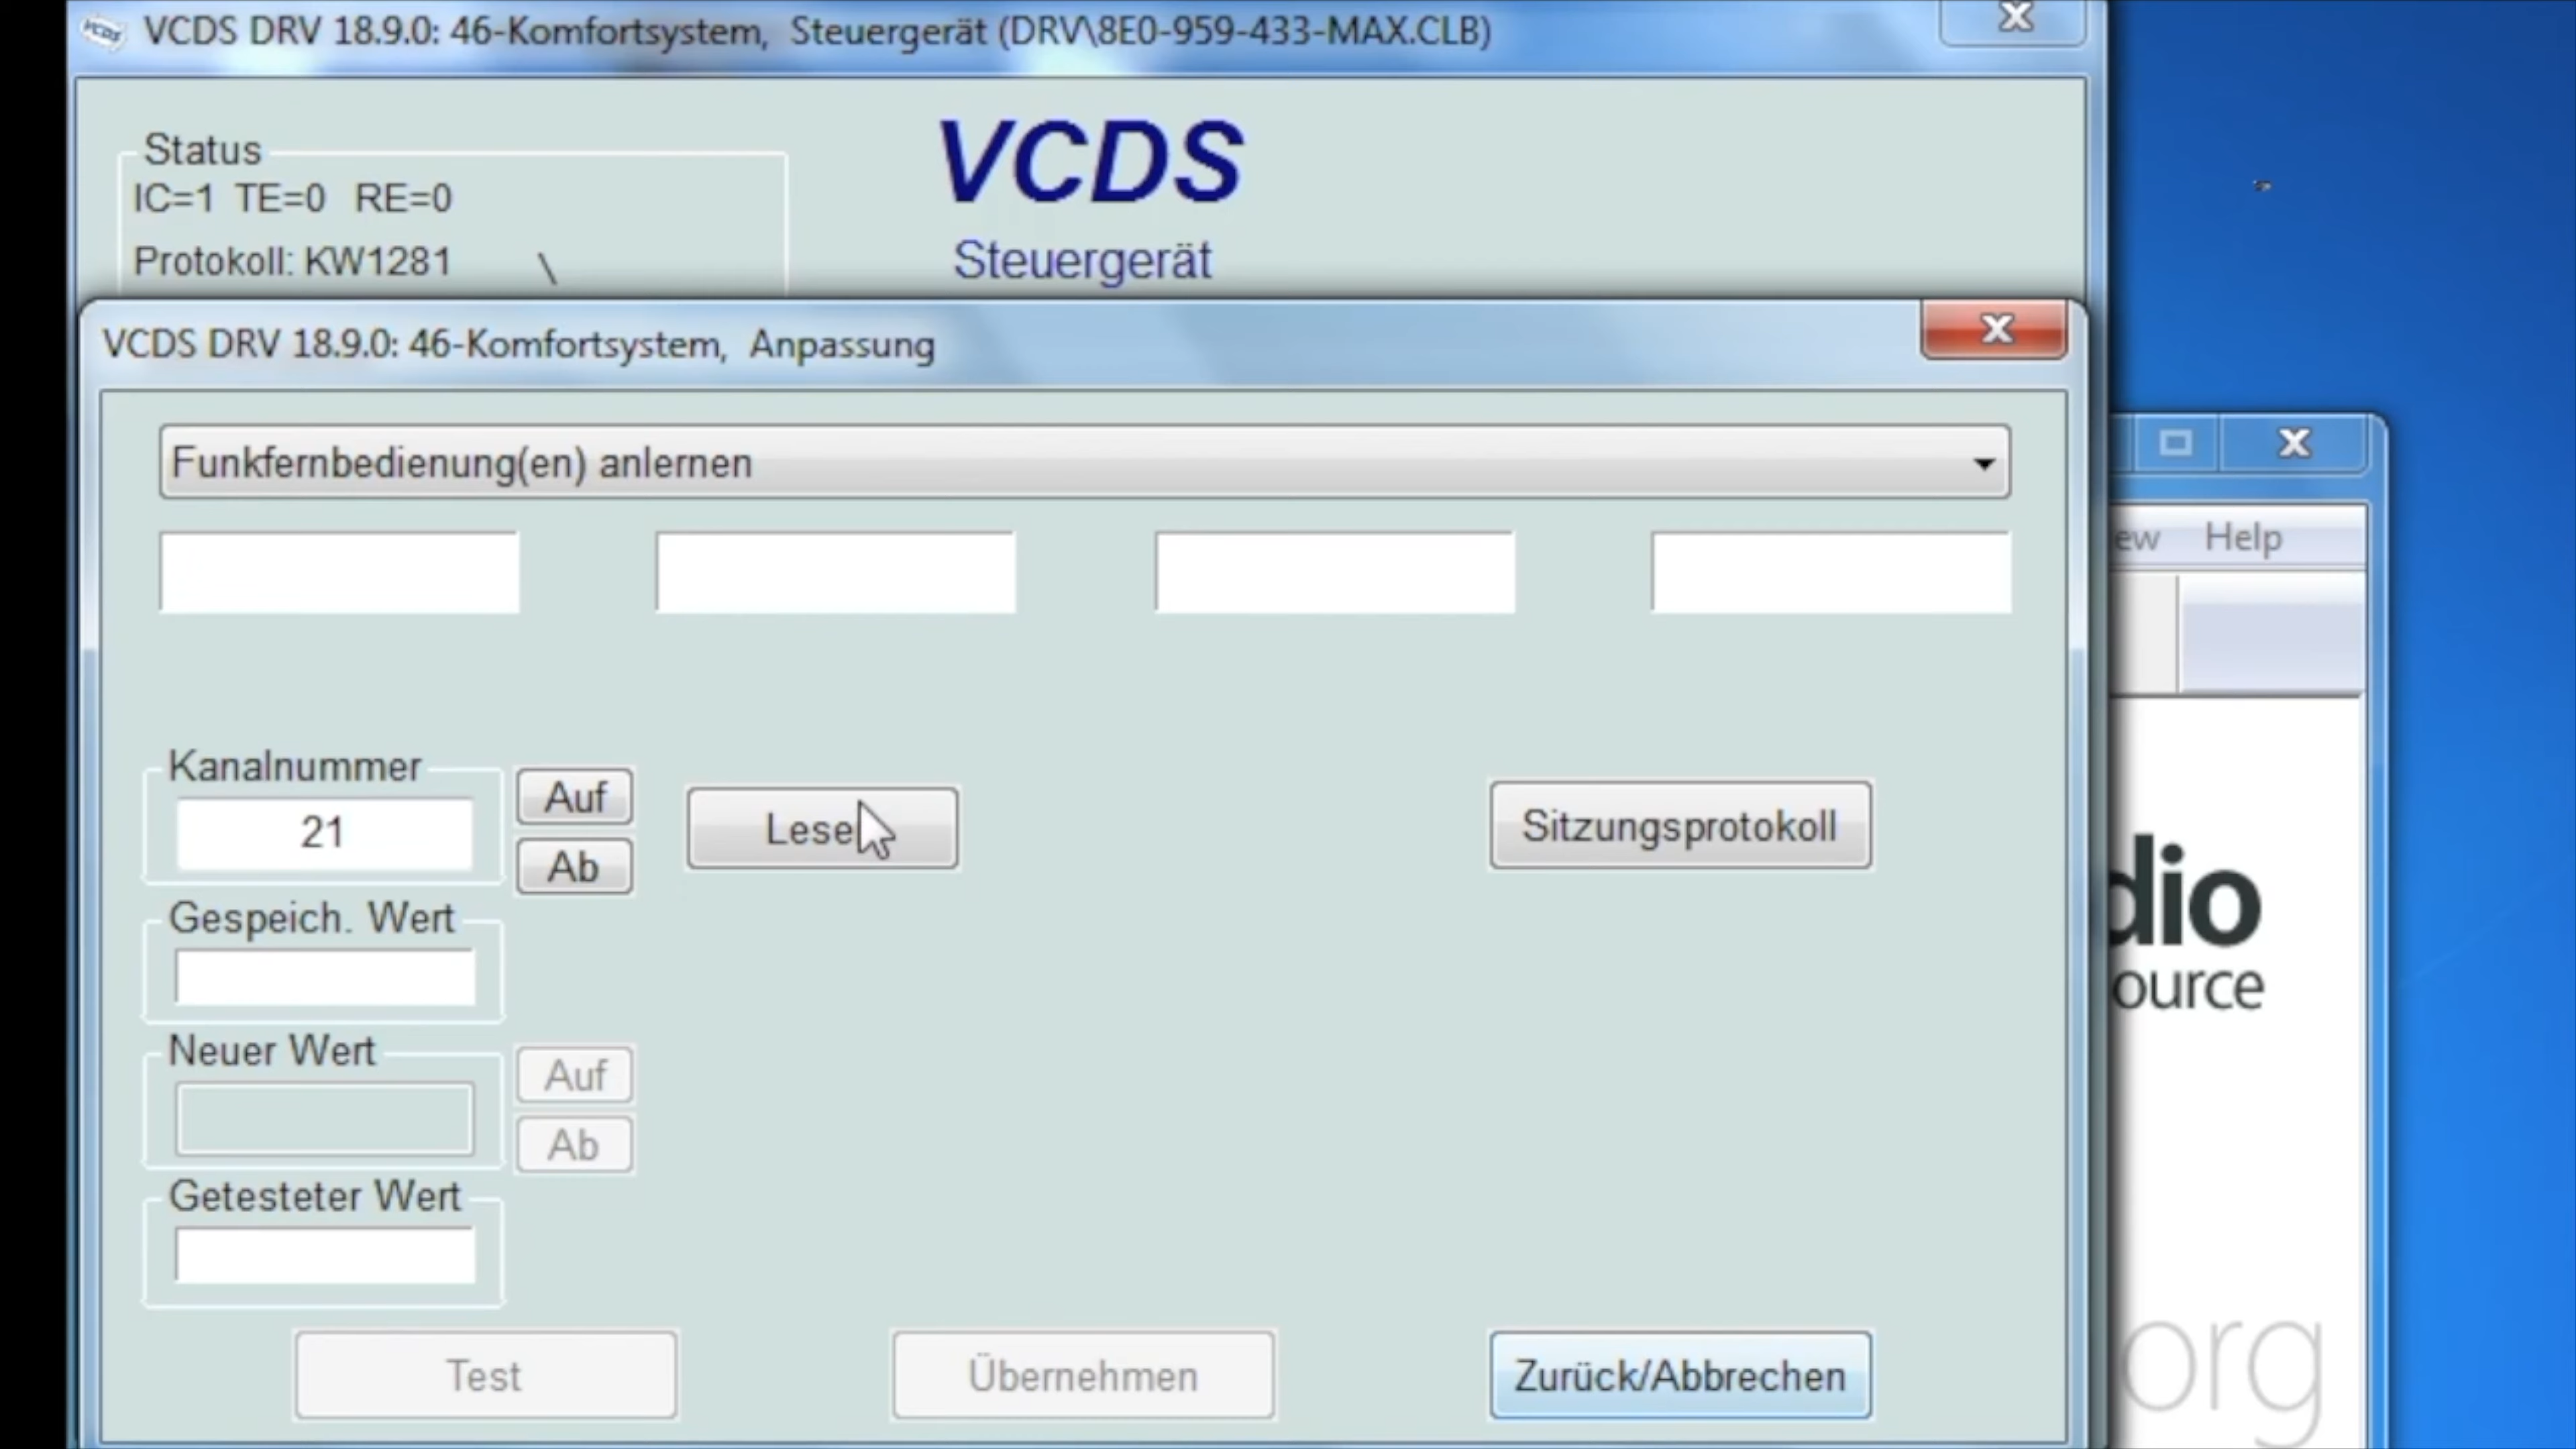 VCDS DRV 18.9.0: 46-Komfortsystem, Steuergerät (DRV\8E0-959-433-MAX.CLB)
Status
IC=1 TE=0 RE=0
Protokoll: KW1281 \
VCDS
Steuergerät
VCDS DRV 18.9.0: 46-Komfortsystem, Anpassung
Funkfernbedienung(en) anlernen
ew Help
Kanalnummer
21
Auf
Ab
Lese
Sitzungsprotokoll
Gespeich. Wert
Neuer Wert
Auf
Ab
Getesteter Wert
Test
Übernehmen
Zurück/Abbrechen
dio
ource
org